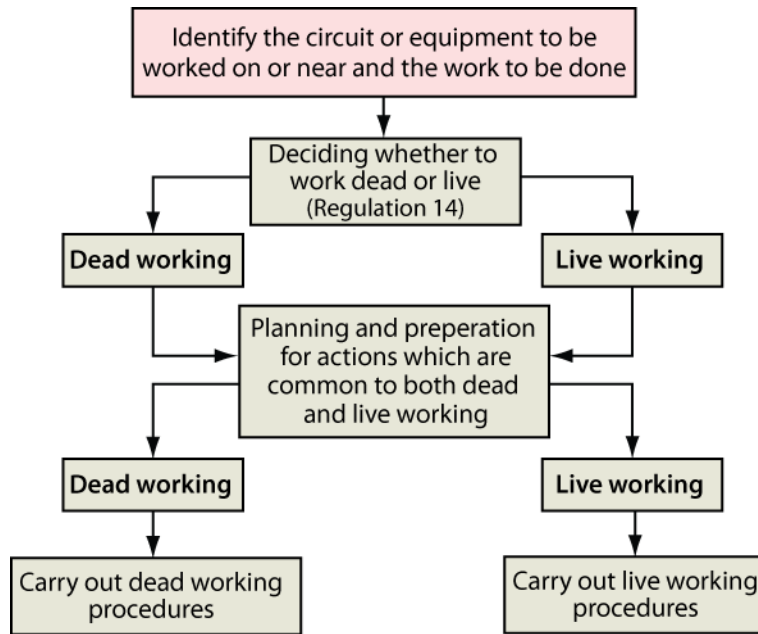 Identify the circuit or equipment to be
worked on or near and the work to be done
Deciding whether to
work dead or live
(Regulation 14)
Dead working
Live working
Planning and preperation
for actions which are
common to both dead
and live working
Dead working
Live working
Carry out dead working
procedures
Carry out live working
procedures